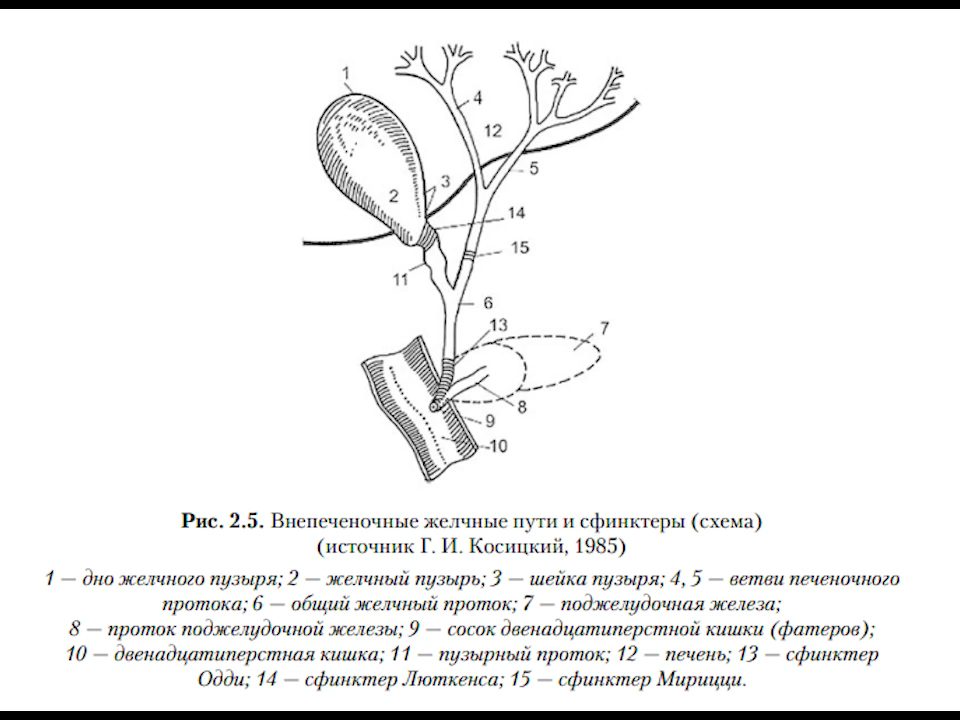 1
4
12
5
3
2
14
15
11
6
13
7
8
9
10
Рис. 2.5. Внепеченочные желчные пути и сфинктеры (схема)
(источник Г. И. Косицкий, 1985)
1 — дно желчного пузыря; 2 — желчный пузырь; 3 — шейка пузыря; 4, 5 — ветви печеночного
протока; 6 — общий желчный проток; 7 — поджелудочная железа;
8 — проток поджелудочной железы; 9 — сосок двенадцатиперстной кишки (фатеров);
10 — двенадцатиперстная кишка; 11 — пузырный проток; 12 — печень; 13 — сфинктер
Одди; 14 — сфинктер Люткенса; 15 — сфинктер Мирицци.